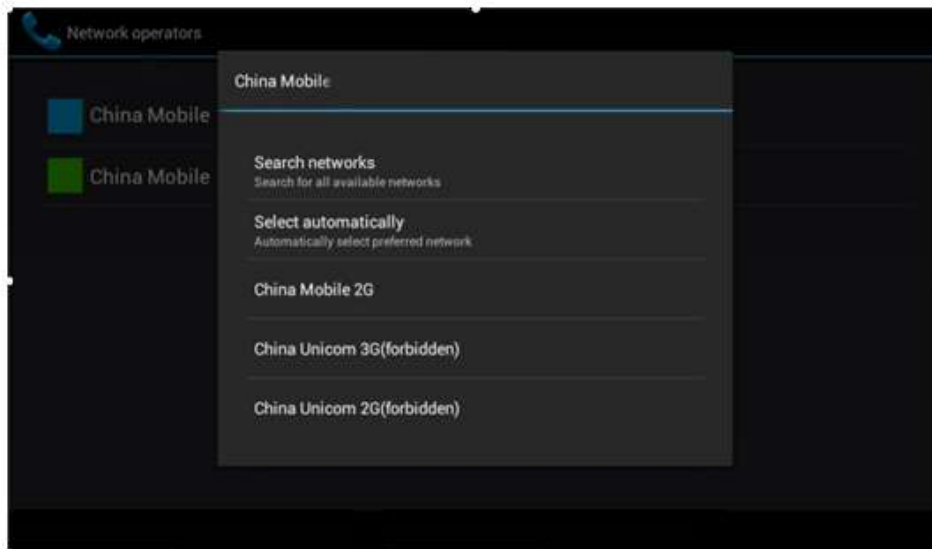 Network operators
China Mobile
China Mobile
China Mobile
Search networks
Search for all available networks
Select automatically
Automatically select preferred network
China Mobile 2G
China Unicom 3G(forbidden)
China Unicom 2G(forbidden)